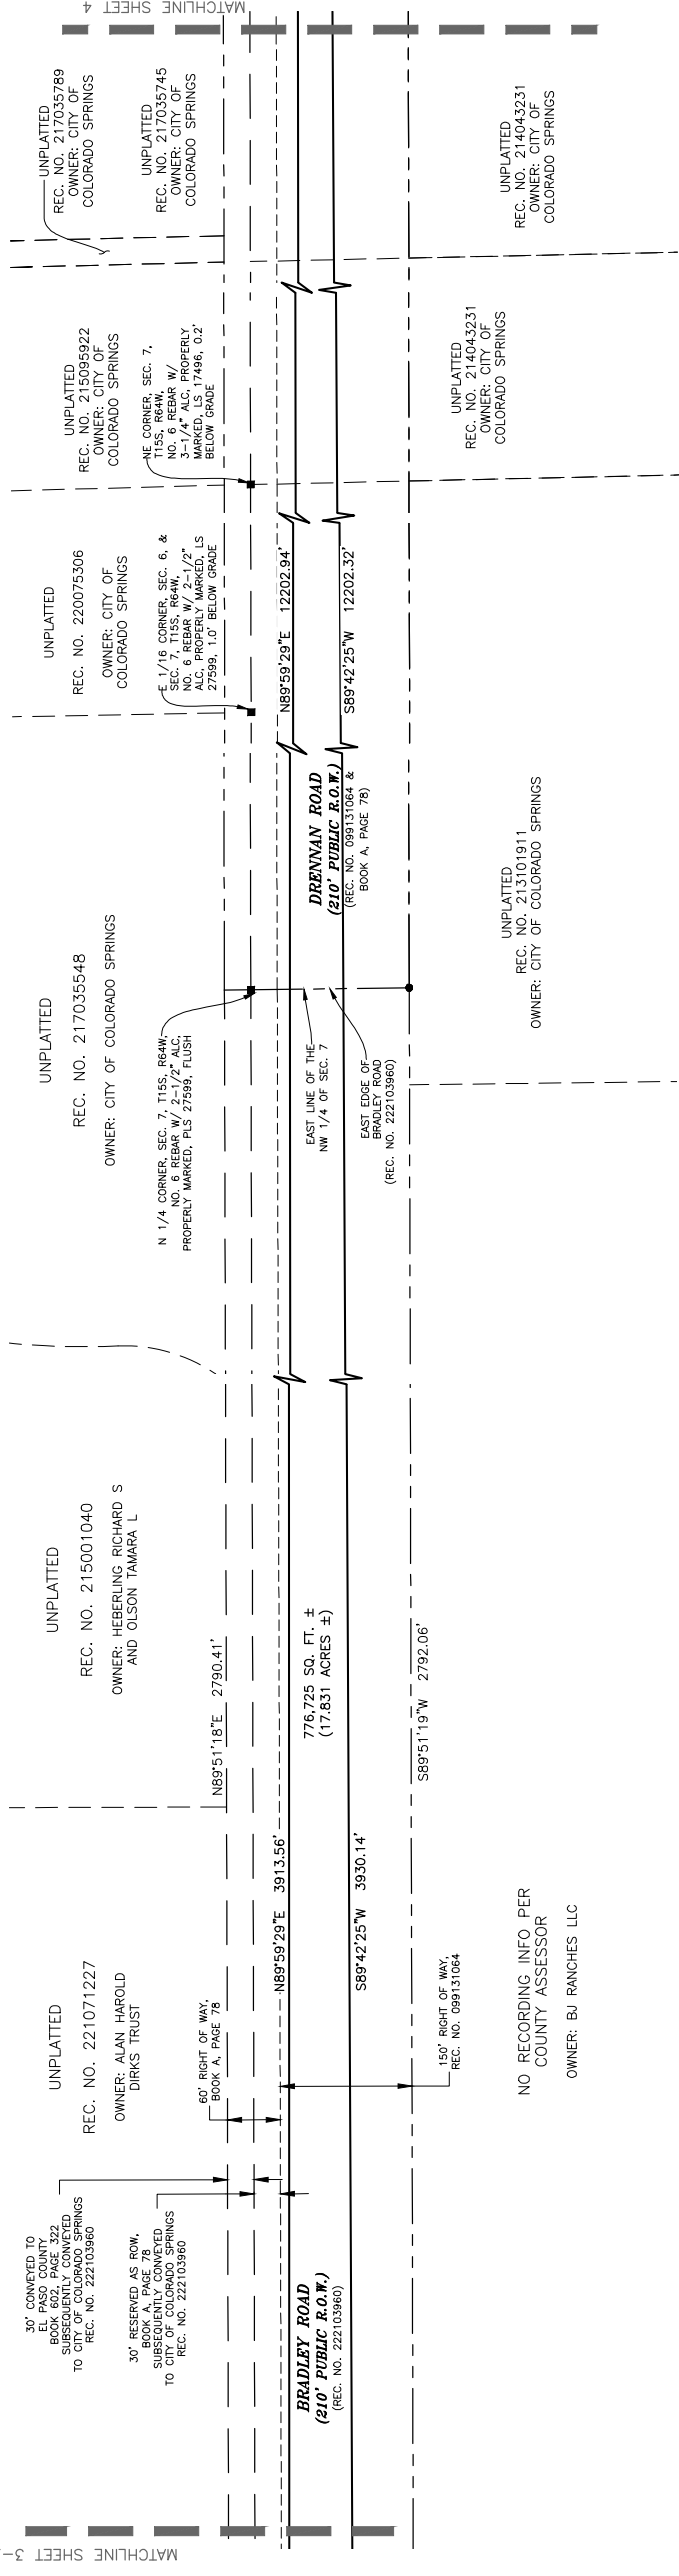 MATCHLINE SHEET 4
UNPLATTED
REC. NO. 217035789
OWNER: CITY OF
COLORADO SPRINGS
UNPLATTED
REC. NO. 217035745
OWNER: CITY OF
COLORADO SPRINGS
UNPLATTED
REC. NO. 214043231
OWNER: CITY OF
COLORADO SPRINGS
UNPLATTED
REC. NO. 215095922
OWNER: CITY OF
COLORADO SPRINGS
NE CORNER, SEC. 7,
T15S, R64W,
NO. 6 REBAR W/
3-1/4" ALC, PROPERLY
MARKED, LS 17496, 0.2'
BELOW GRADE
UNPLATTED
REC. NO. 214043231
OWNER: CITY OF
COLORADO SPRINGS
UNPLATTED
REC. NO. 220075306
OWNER: CITY OF
COLORADO SPRINGS
E 1/16 CORNER, SEC. 6, &
SEC. 7, T15S, R64W,
NO. 6 REBAR W/ 2-1/2"
ALC, PROPERLY MARKED, LS
27599, 1.0' BELOW GRADE
N89°59'29"E 12202.94'
S89°42'25"W 12202.32'
DRENNAN ROAD
(210' PUBLIC R.O.W.)
(REC. NO. 099131064 &
BOOK A, PAGE 78)
UNPLATTED
REC. NO. 213101911
OWNER: CITY OF COLORADO SPRINGS
UNPLATTED
REC. NO. 217035548
OWNER: CITY OF COLORADO SPRINGS
N 1/4 CORNER, SEC. 7, T15S, R64W,
NO. 6 REBAR W/ 2-1/2" ALC,
PROPERLY MARKED, PLS 27599, FLUSH
EAST LINE OF THE
NW 1/4 OF SEC. 7
EAST EDGE OF
BRADLEY ROAD
(REC. NO. 222103960)
UNPLATTED
REC. NO. 215001040
OWNER: HEBERLING RICHARD S
AND OLSON TAMARA L
N89°51'18"E 2790.41'
776,725 SQ. FT. ±
(17.831 ACRES ±)
S89°51'19"W 2792.06'
UNPLATTED
REC. NO. 221071227
OWNER: ALAN HAROLD
DIRKS TRUST
60' RIGHT OF WAY,
BOOK A, PAGE 78
N89°59'29"E 3913.56'
S89°42'25"W 3930.14'
150' RIGHT OF WAY,
REC. NO. 099131064
NO RECORDING INFO PER
COUNTY ASSESSOR
OWNER: BJ RANCHES LLC
30' CONVEYED TO
EL PASO COUNTY
BOOK 602, PAGE 322
SUBSEQUENTLY CONVEYED
TO CITY OF COLORADO SPRINGS
REC. NO. 222103960
30' RESERVED AS ROW,
BOOK A, PAGE 78
SUBSEQUENTLY CONVEYED
TO CITY OF COLORADO SPRINGS
REC. NO. 222103960
BRADLEY ROAD
(210' PUBLIC R.O.W.)
(REC. NO. 222103960)
MATCHLINE SHEET 3-